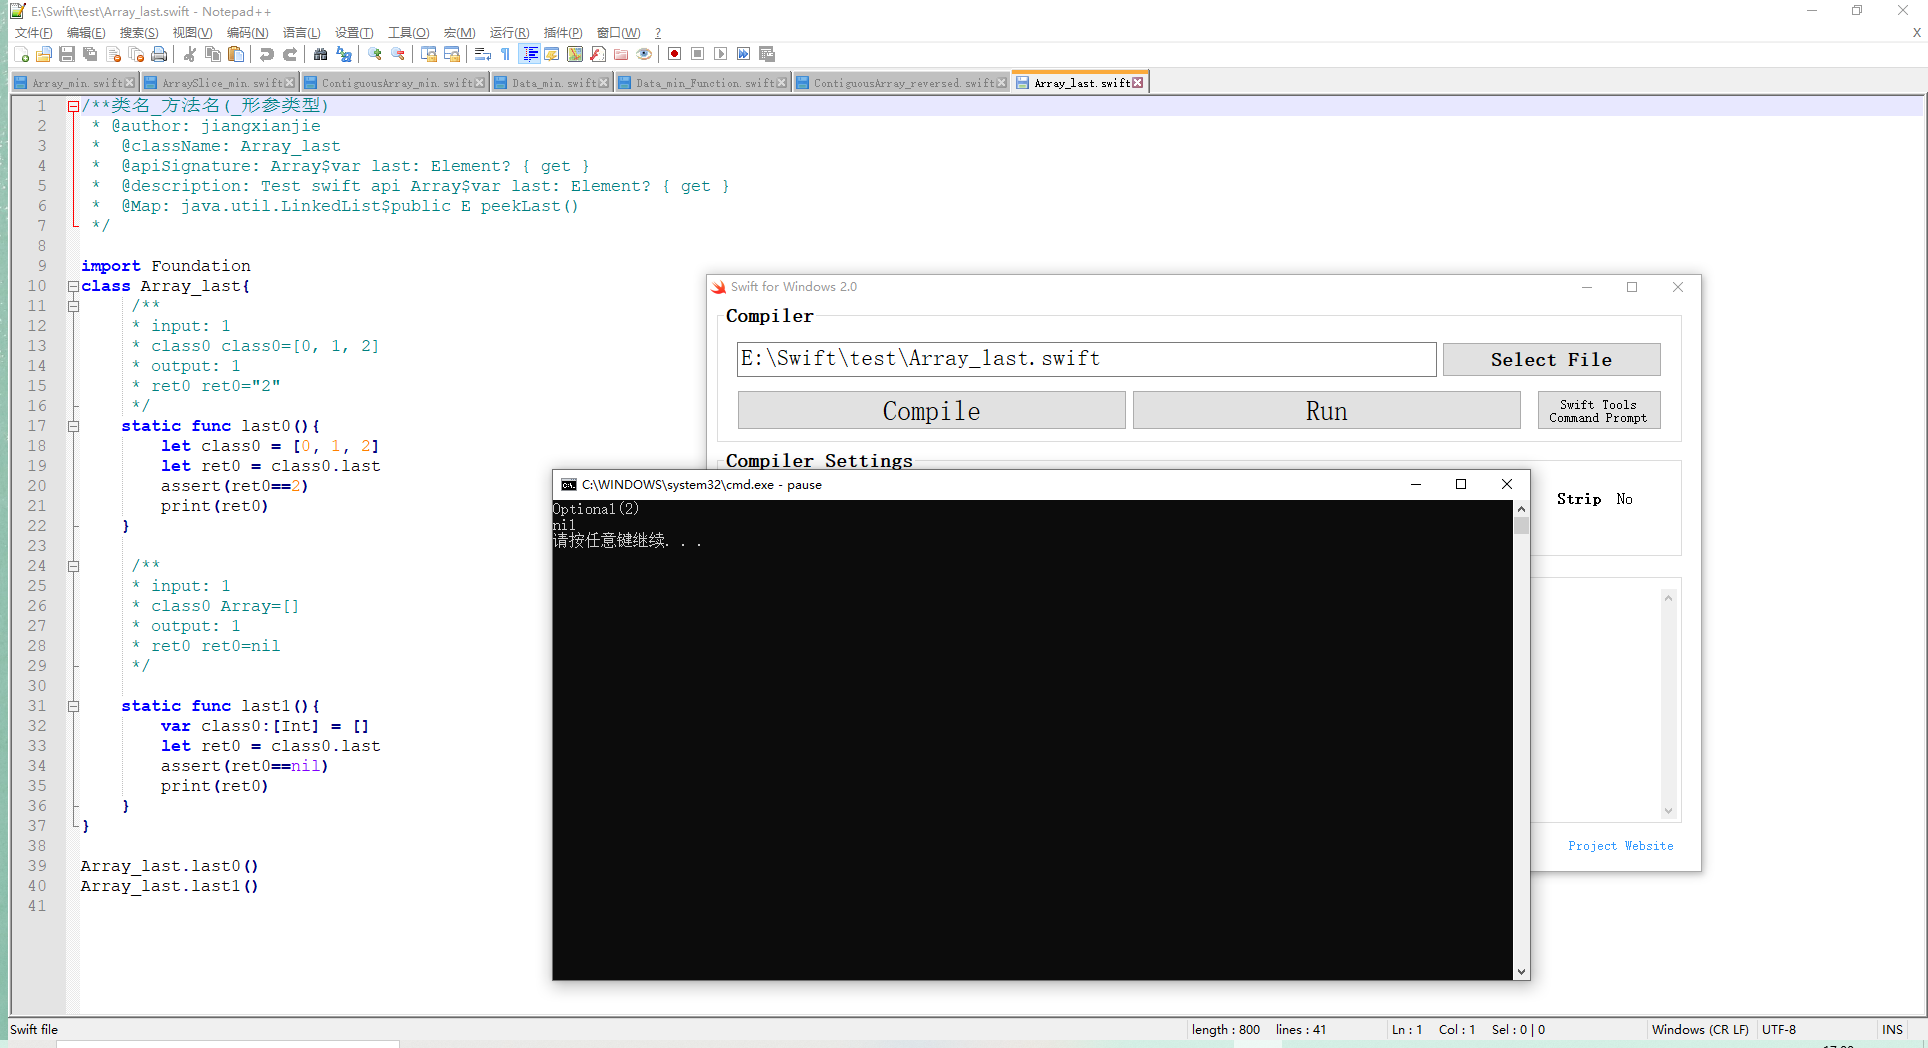 E:\Swift\test\Array_last.swift - Notepad++
文件(F) 编辑(E) 搜索(S) 视图(V) 编码(N) 语言(L) 设置(T) 工具(O) 宏(M) 运行(R) 插件(P) 窗口(W) ? X
Array_min.swift ArraySlice_min.swift ContiguousArray_min.swift Data_min.swift Data_min_Function.swift ContiguousArray_reversed.swift Array_last.swift
1 /**类名_方法名(_形参类型)
2 * @author: jiangxianjie
3 * @className: Array_last
4 * @apiSignature: Array$var last: Element? { get }
5 * @description: Test swift api Array$var last: Element? { get }
6 * @Map: java.util.LinkedList$public E peekLast()
7 */
8
9 import Foundation
10 class Array_last{
11 /**
12 * input: 1
13 * class0 class0=[0, 1, 2]
14 * output: 1
15 * ret0 ret0="2"
16 */
17 static func last0(){
18 let class0 = [0, 1, 2]
19 let ret0 = class0.last
20 assert(ret0==2)
21 print(ret0)
22 }
23
24 /**
25 * input: 1
26 * class0 Array=[]
27 * output: 1
28 * ret0 ret0=nil
29 */
30
31 static func last1(){
32 var class0:[Int] = []
33 let ret0 = class0.last
34 assert(ret0==nil)
35 print(ret0)
36 }
37 }
38
39 Array_last.last0()
40 Array_last.last1()
41
Swift for Windows 2.0
Compiler
E:\Swift\test\Array_last.swift Select File
Compile Run Swift Tools
Command Prompt
Compiler Settings
Strip No
Project Website
C:\WINDOWS\system32\cmd.exe - pause
Optional(2)
nil
请按任意键继续. . .
Swift file length : 800 lines : 41 Ln : 1 Col : 1 Sel : 0 | 0 Windows (CR LF) UTF-8 INS